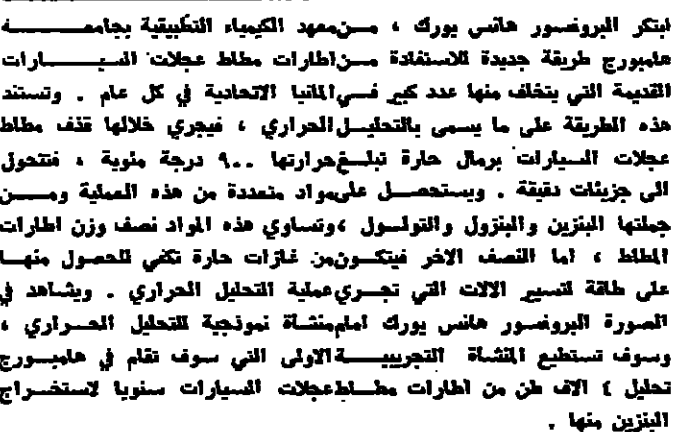 ابتكر البروفسور هانس يورك ، من معهد الكيمياء التطبيقية بجامعة
هامبورج طريقة جديدة للاستفادة من اطارات مطاط عجلات السيارات
القديمة التي يتخلف منها عدد كبير في المانيا الاتحادية في كل عام . وتستند
هذه الطريقة على ما يسمى بالتحليل الحراري ، فيجري خلالها قذف مطاط
عجلات السيارات برمال حارة تبلغ حرارتها ٩٠٠ درجة مئوية ، فتتحول
الى جزيئات دقيقة . ويستحصل على مواد متعددة من هذه العملية ومن
جملتها البنزين والبنزول والتولسول ، وتساوي هذه المواد نصف وزن اطارات
المطاط ، اما النصف الاخر فيتكون من غازات حارة تكفي للحصول منها
على طاقة لتسيير الالات التي تجري عملية التحليل الحراري . ويشاهد في
الصورة البروفسور هانس يورك امام منشاة نموذجية للتحليل الحراري ،
وسوف تستطيع المنشاة التجريبية الاولى التي سوف تقام في هامبورج
تحليل ٤ الاف طن من اطارات مطاط عجلات السيارات سنويا لاستخراج
البنزين منها .